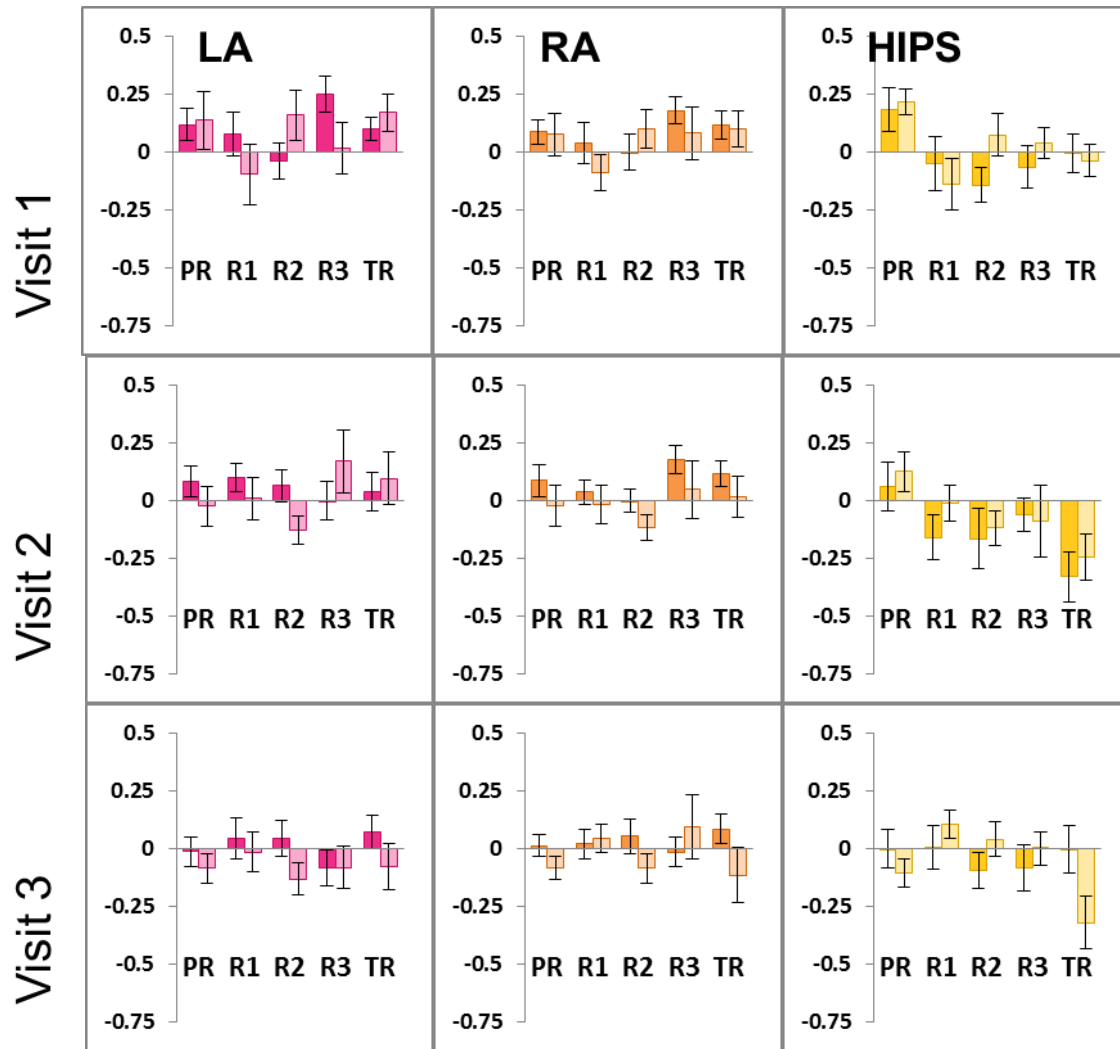 LA RA HIPS
0.5 0.5 0.5
0.25 0.25 0.25
0 0 0
-0.25 -0.25 -0.25
PR R1 R2 R3 TR PR R1 R2 R3 TR PR R1 R2 R3 TR
-0.5 -0.5 -0.5
-0.75 -0.75 -0.75
Visit 1
0.5 0.5 0.5
0.25 0.25 0.25
0 0 0
-0.25 -0.25 -0.25
-0.5 -0.5 -0.5
PR R1 R2 R3 TR PR R1 R2 R3 TR PR R1 R2 R3 TR
-0.75 -0.75 -0.75
Visit 2
0.5 0.5 0.5
0.25 0.25 0.25
0 0 0
-0.25 -0.25 -0.25
-0.5 -0.5 -0.5
PR R1 R2 R3 TR PR R1 R2 R3 TR PR R1 R2 R3 TR
-0.75 -0.75 -0.75
Visit 3